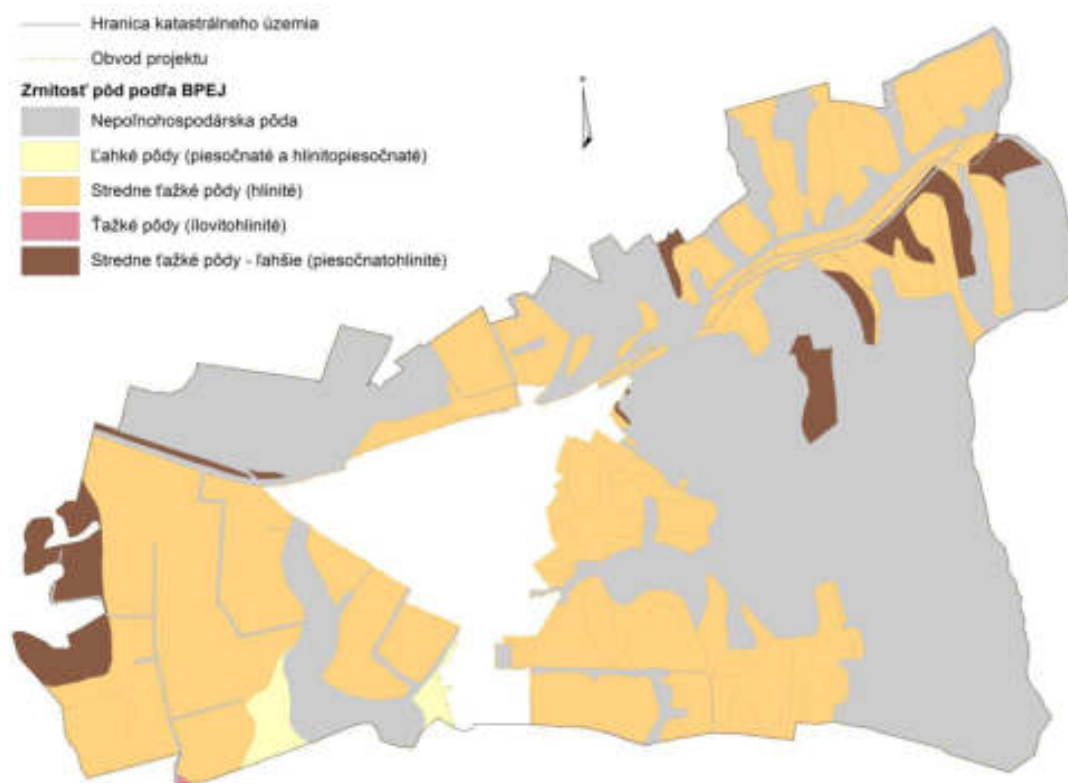 Hranica katastrálneho územia
Obvod projektu
Zrnitosť pôd podľa BPEJ
Nepoľnohospodárska pôda
Ľahké pôdy (piesočnaté a hlinitopiesočnaté)
Stredne ťažké pôdy (hlinité)
Ťažké pôdy (ílovitohlinité)
Stredne ťažké pôdy - ľahšie (piesočnatohlinité)